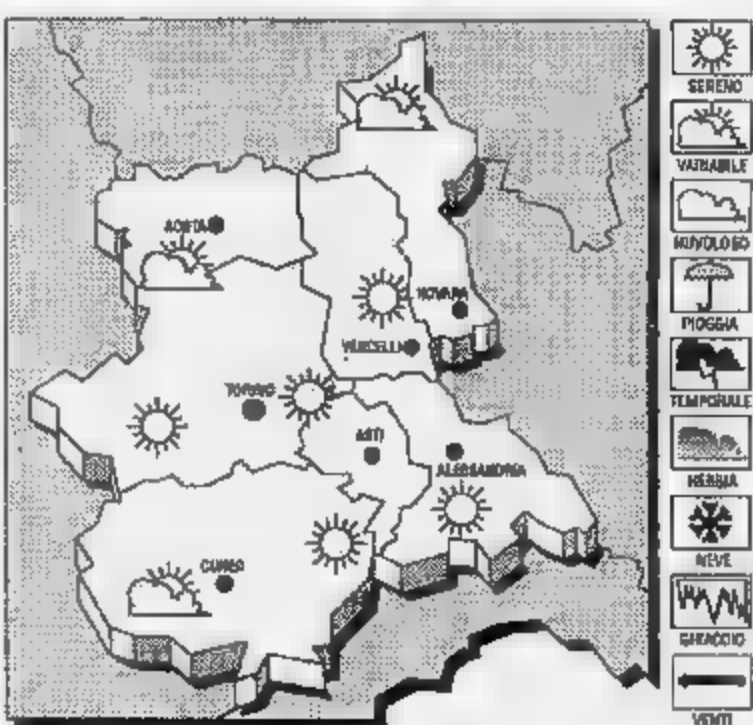 AOSTA
NOVARA
VERCELLI
TORINO
ASTI
ALESSANDRIA
CUNEO
SERENO
VARIABILE
NUVOLOSO
PIOGGIA
TEMPORALE
NEBBIA
NEVE
GHIACCIO
VENTI